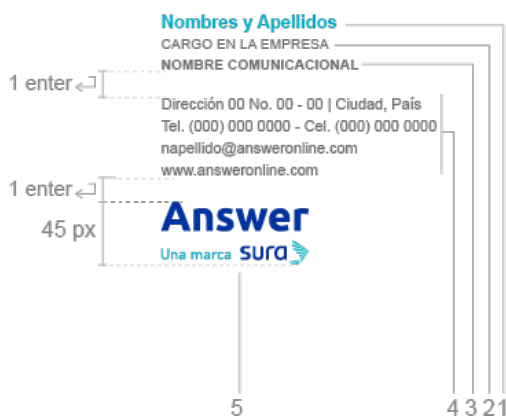 Nombres y Apellidos
CARGO EN LA EMPRESA
NOMBRE COMUNICACIONAL
1 enter
Dirección 00 No. 00 - 00 | Ciudad, País
Tel. (000) 000 0000 - Cel. (000) 000 0000
napellido@answeronline.com
www.answeronline.com
1 enter
45 px
Answer
Una marca sura
5 4 3 2 1